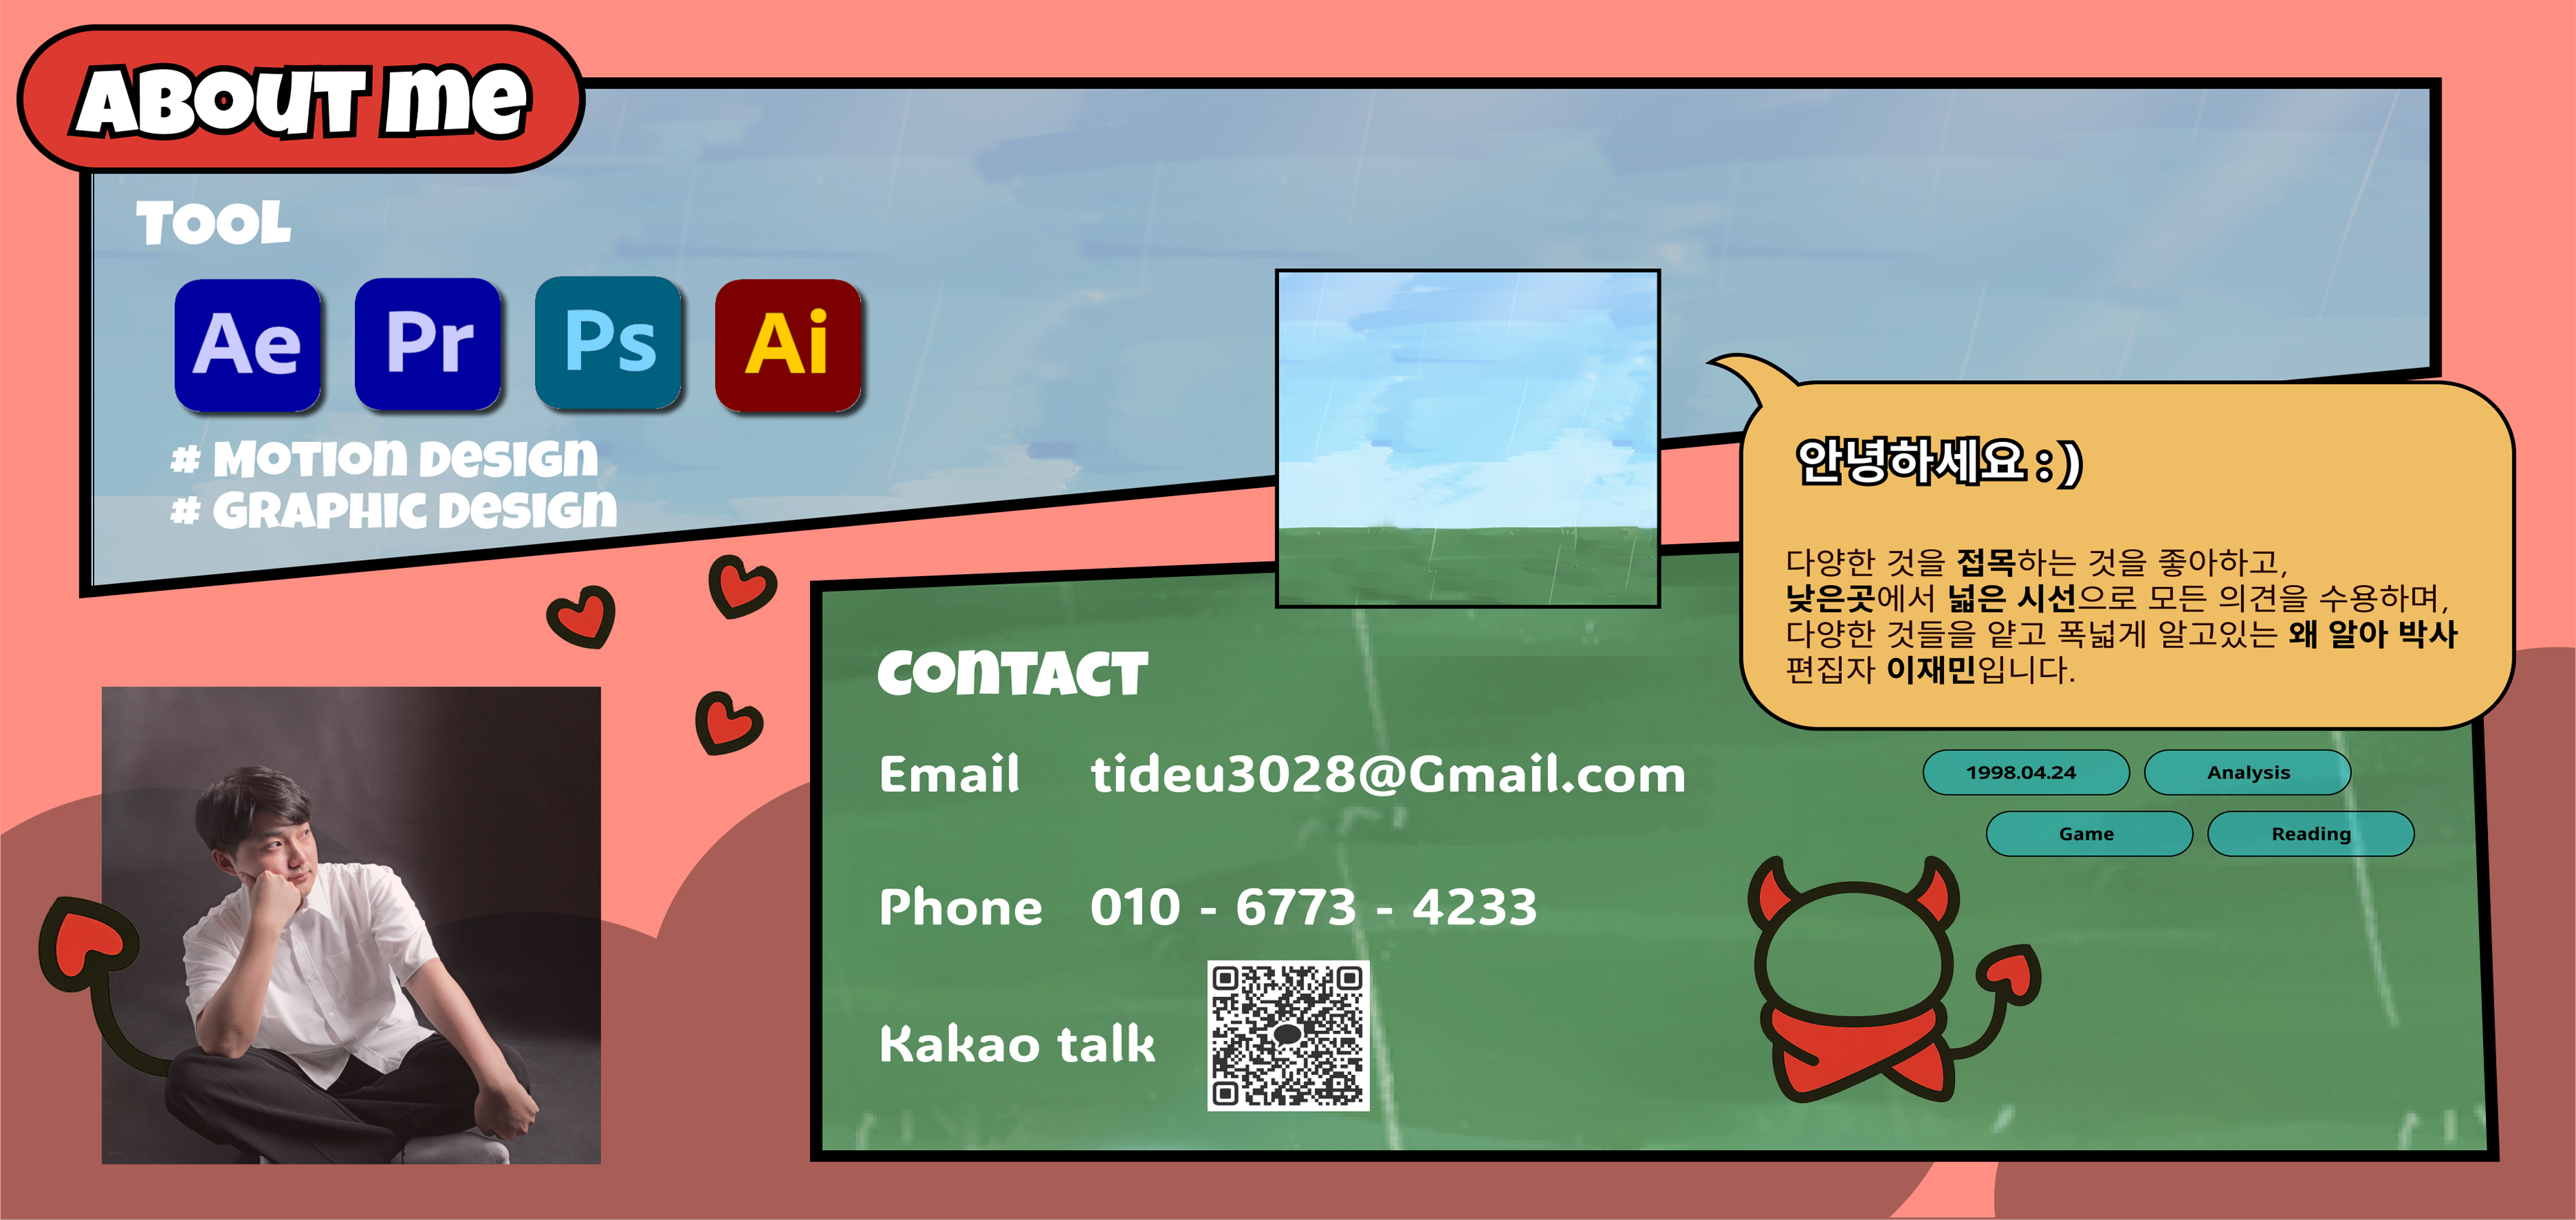 ABOUT me
TOOL
Ae Pr Ps Ai
# MOTION DESIGN
# GRAPHIC DESIGN
안녕하세요 : )
다양한 것을 접목하는 것을 좋아하고,
낮은곳에서 넓은 시선으로 모든 의견을 수용하며,
다양한 것들을 얕고 폭넓게 알고있는 왜 알아 박사
편집자 이재민입니다.
CONTACT
Email tideu3028@Gmail.com
Phone 010 - 6773 - 4233
Kakao talk
1998.04.24 Analysis
Game Reading